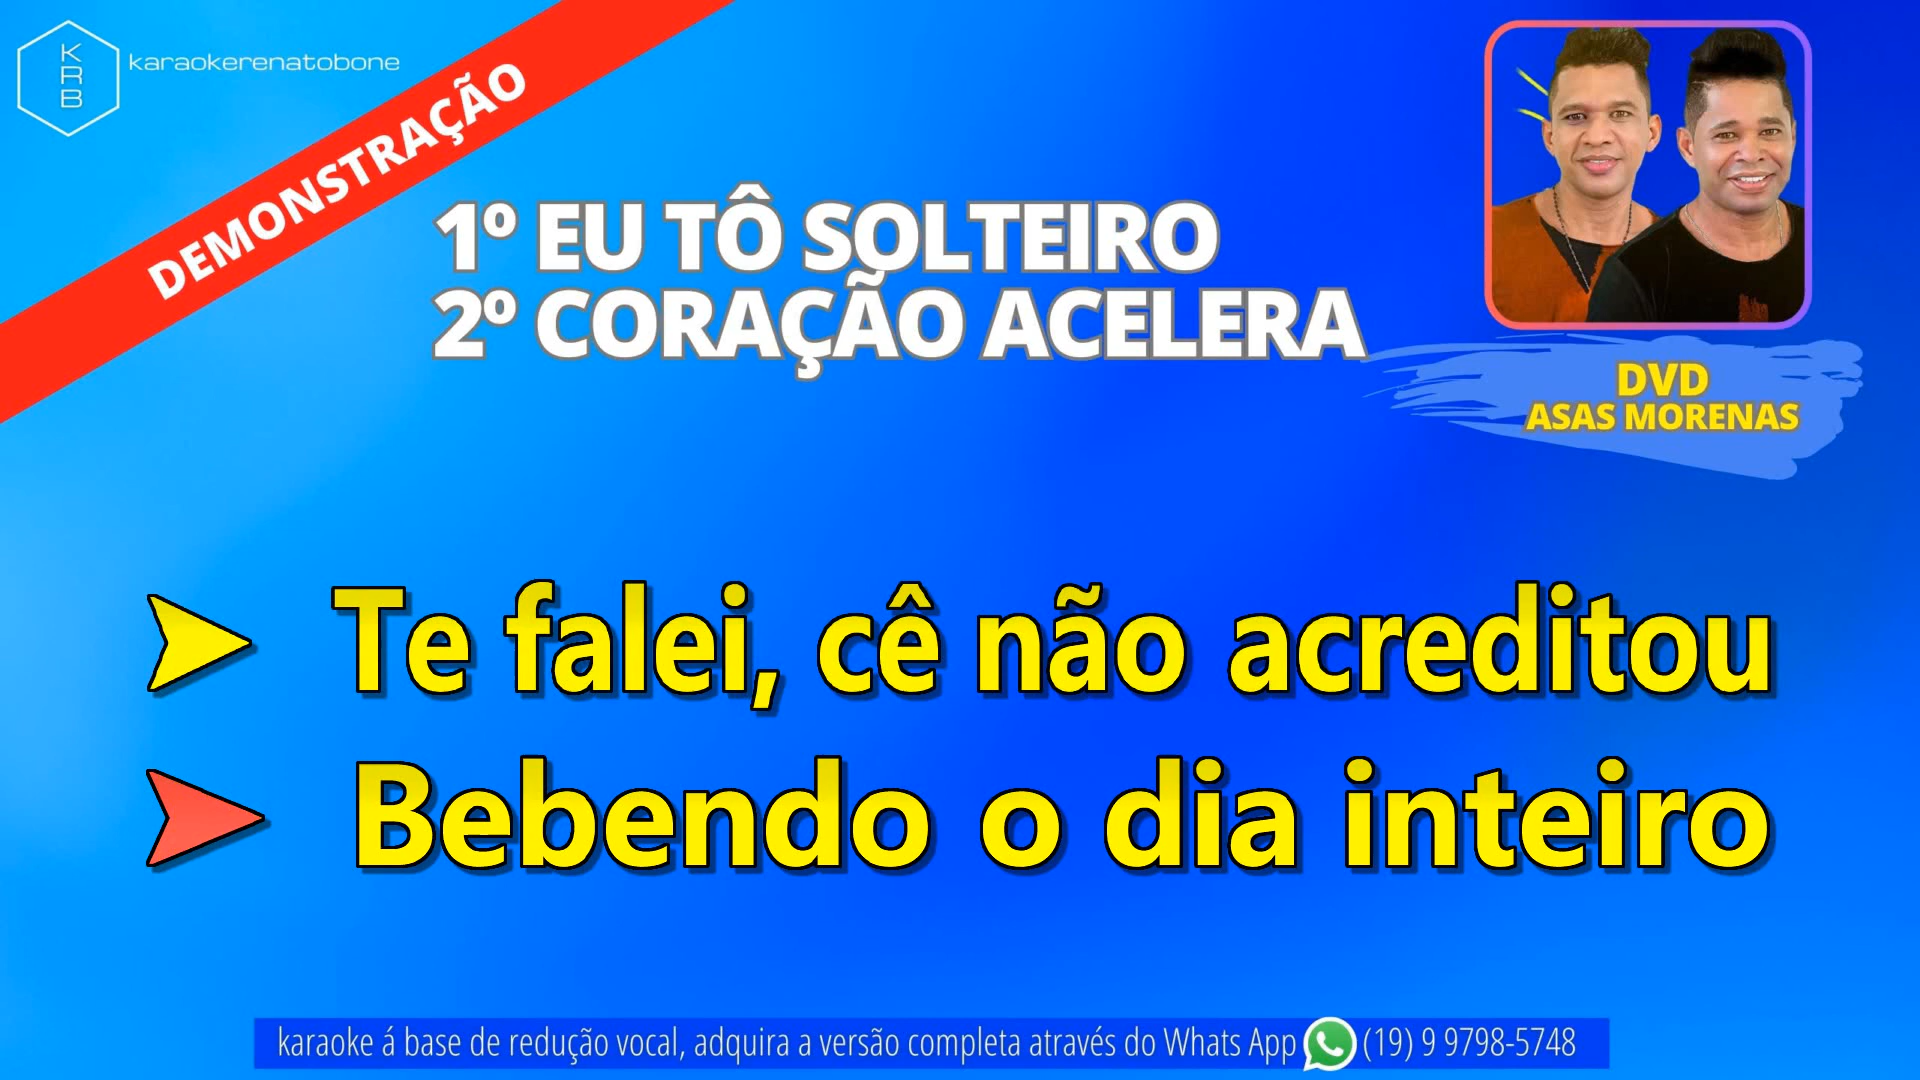 KRB
karaokerenatobone
DEMONSTRAÇÃO
1º EU TÔ SOLTEIRO
2º CORAÇÃO ACELERA
DVD
ASAS MORENAS
Te falei, cê não acreditou
Bebendo o dia inteiro
karaoke á base de redução vocal, adquira a versão completa através do Whats App (19) 9 9798-5748